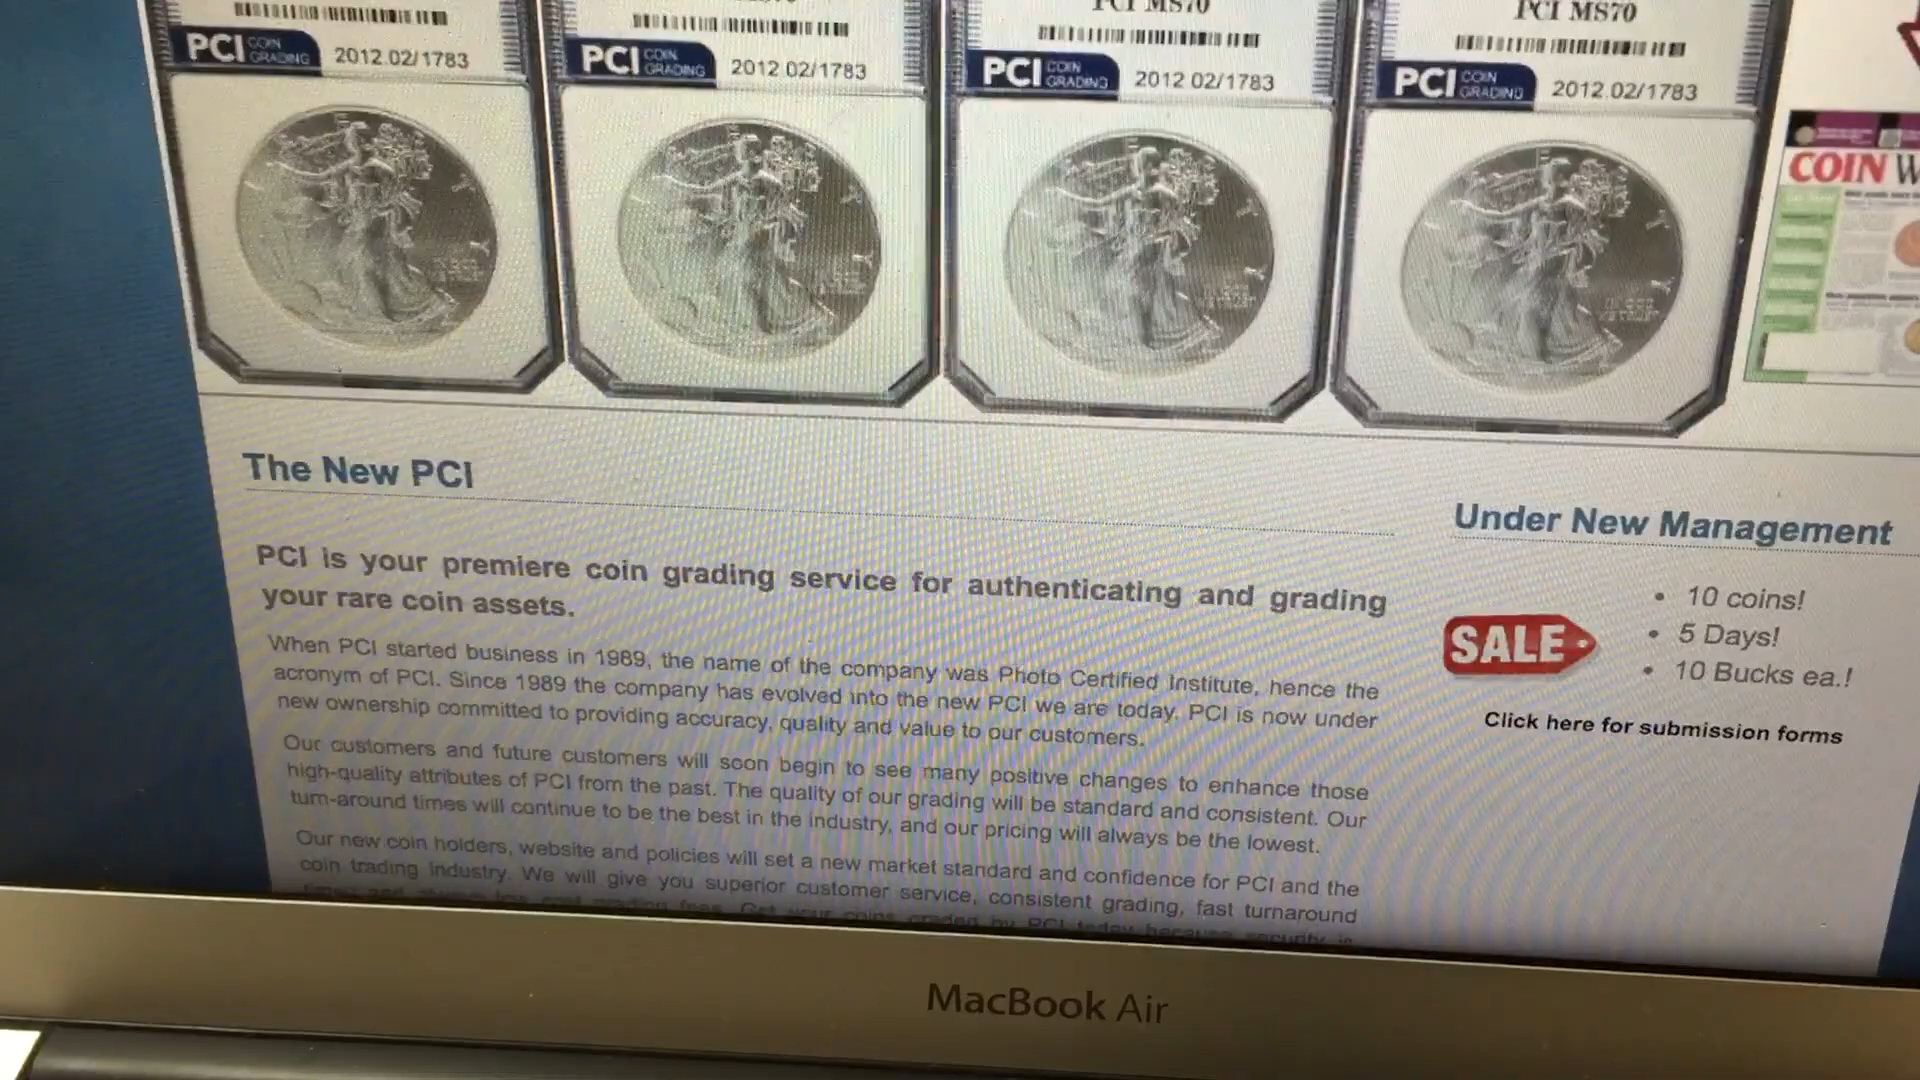 PCI MS70
PCI COIN GRADING 2012.02/1783
PCI COIN GRADING 2012 02/1783
PCI COIN GRADING 2012 02/1783
PCI COIN GRADING 2012.02/1783
COIN W
The New PCI
PCI is your premiere coin grading service for authenticating and grading
your rare coin assets.
When PCI started business in 1989, the name of the company was Photo Certified Institute, hence the
acronym of PCI. Since 1989 the company has evolved into the new PCI we are today. PCI is now under
new ownership committed to providing accuracy, quality and value to our customers.
Our customers and future customers will soon begin to see many positive changes to enhance those
high-quality attributes of PCI from the past. The quality of our grading will be standard and consistent. Our
turn-around times will continue to be the best in the industry, and our pricing will always be the lowest.
Our new coin holders, website and policies will set a new market standard and confidence for PCI and the
coin trading industry. We will give you superior customer service, consistent grading, fast turnaround
Under New Management
SALE
• 10 coins!
• 5 Days!
• 10 Bucks ea.!
Click here for submission forms
MacBook Air